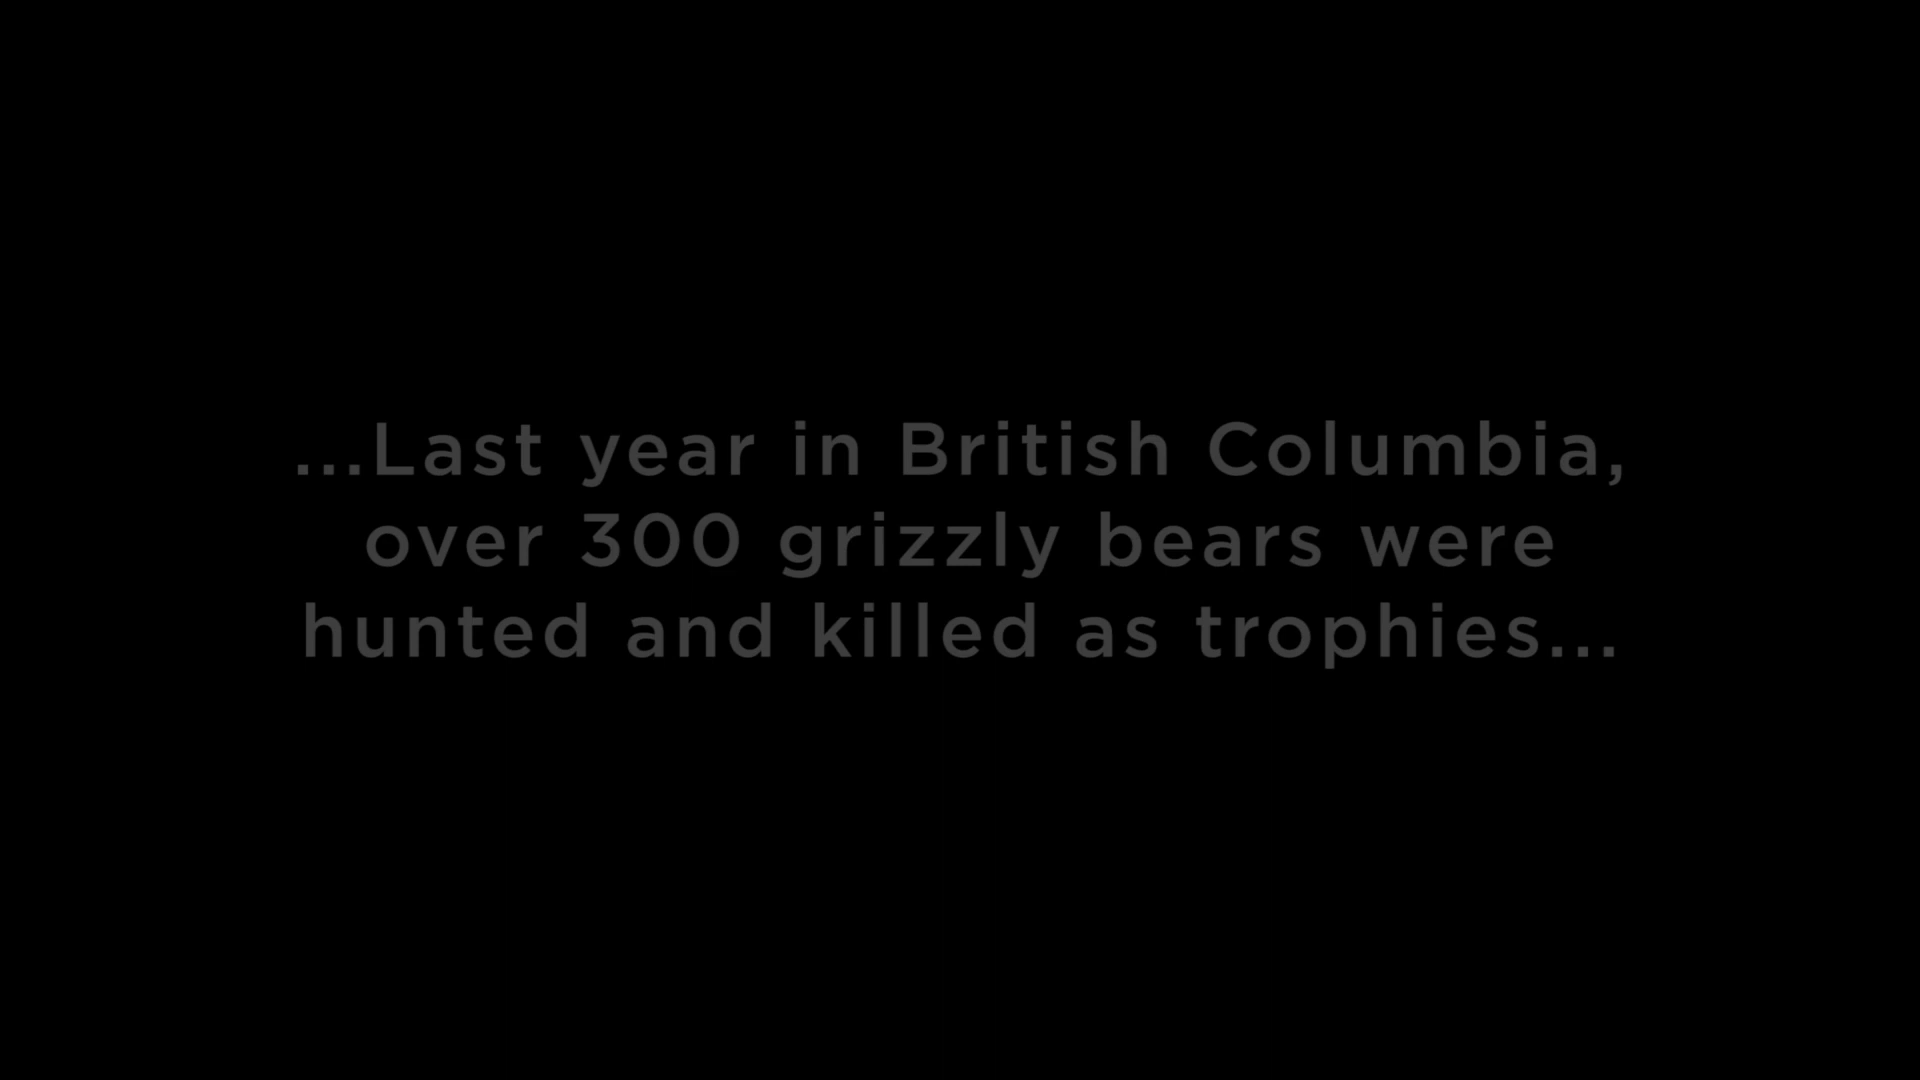 ...Last year in British Columbia,
over 300 grizzly bears were
hunted and killed as trophies...